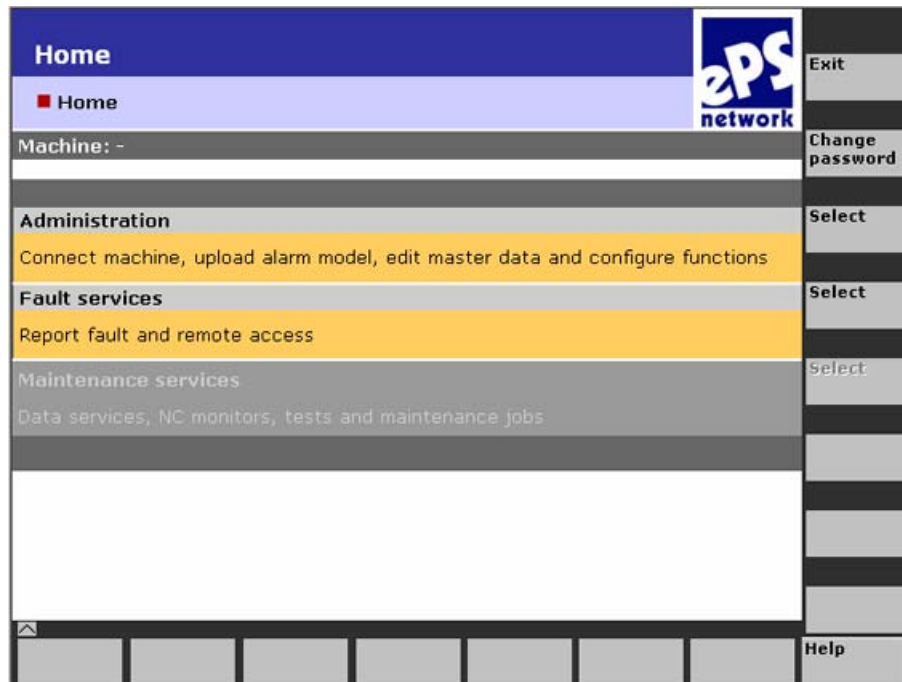 Home
ePS
network
Home
Machine: -
Administration
Connect machine, upload alarm model, edit master data and configure functions
Fault services
Report fault and remote access
Maintenance services
Data services, NC monitors, tests and maintenance jobs
Exit
Change
password
Select
Select
Select
Help